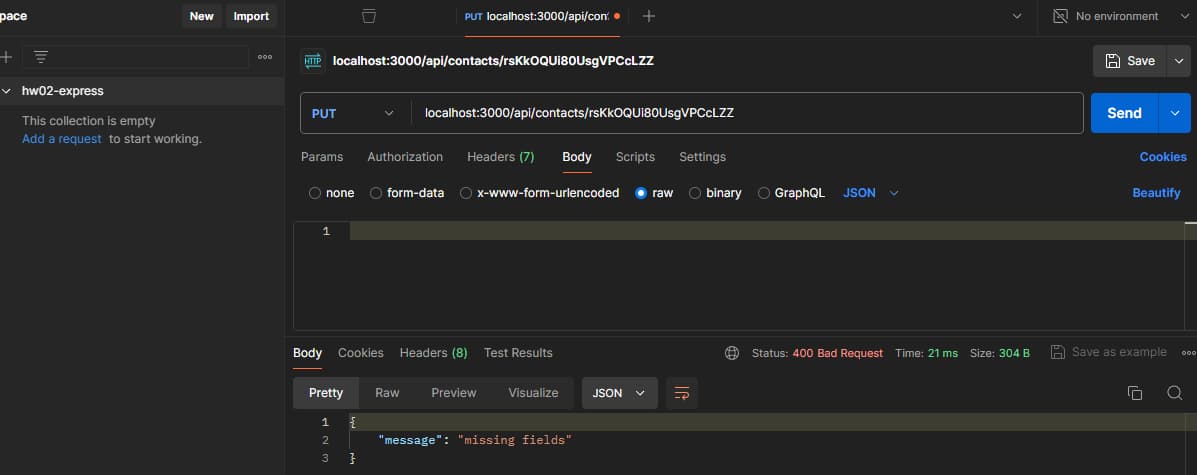 pace New Import
PUT localhost:3000/api/con No environment
HTTP localhost:3000/api/contacts/rsKkOQUi80UsgVPCcLZZ Save
hw02-express
PUT localhost:3000/api/contacts/rsKkOQUi80UsgVPCcLZZ Send
This collection is empty
Add a request to start working.
Params Authorization Headers (7) Body Scripts Settings Cookies
none form-data x-www-form-urlencoded raw binary GraphQL JSON Beautify
1
Body Cookies Headers (8) Test Results Status: 400 Bad Request Time: 21 ms Size: 304 B Save as example
Pretty Raw Preview Visualize JSON
1 {
2 "message": "missing fields"
3 }